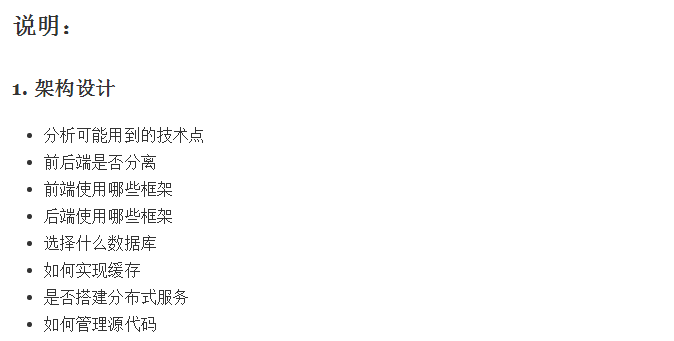 说明：
1. 架构设计
• 分析可能用到的技术点
• 前后端是否分离
• 前端使用哪些框架
• 后端使用哪些框架
• 选择什么数据库
• 如何实现缓存
• 是否搭建分布式服务
• 如何管理源代码